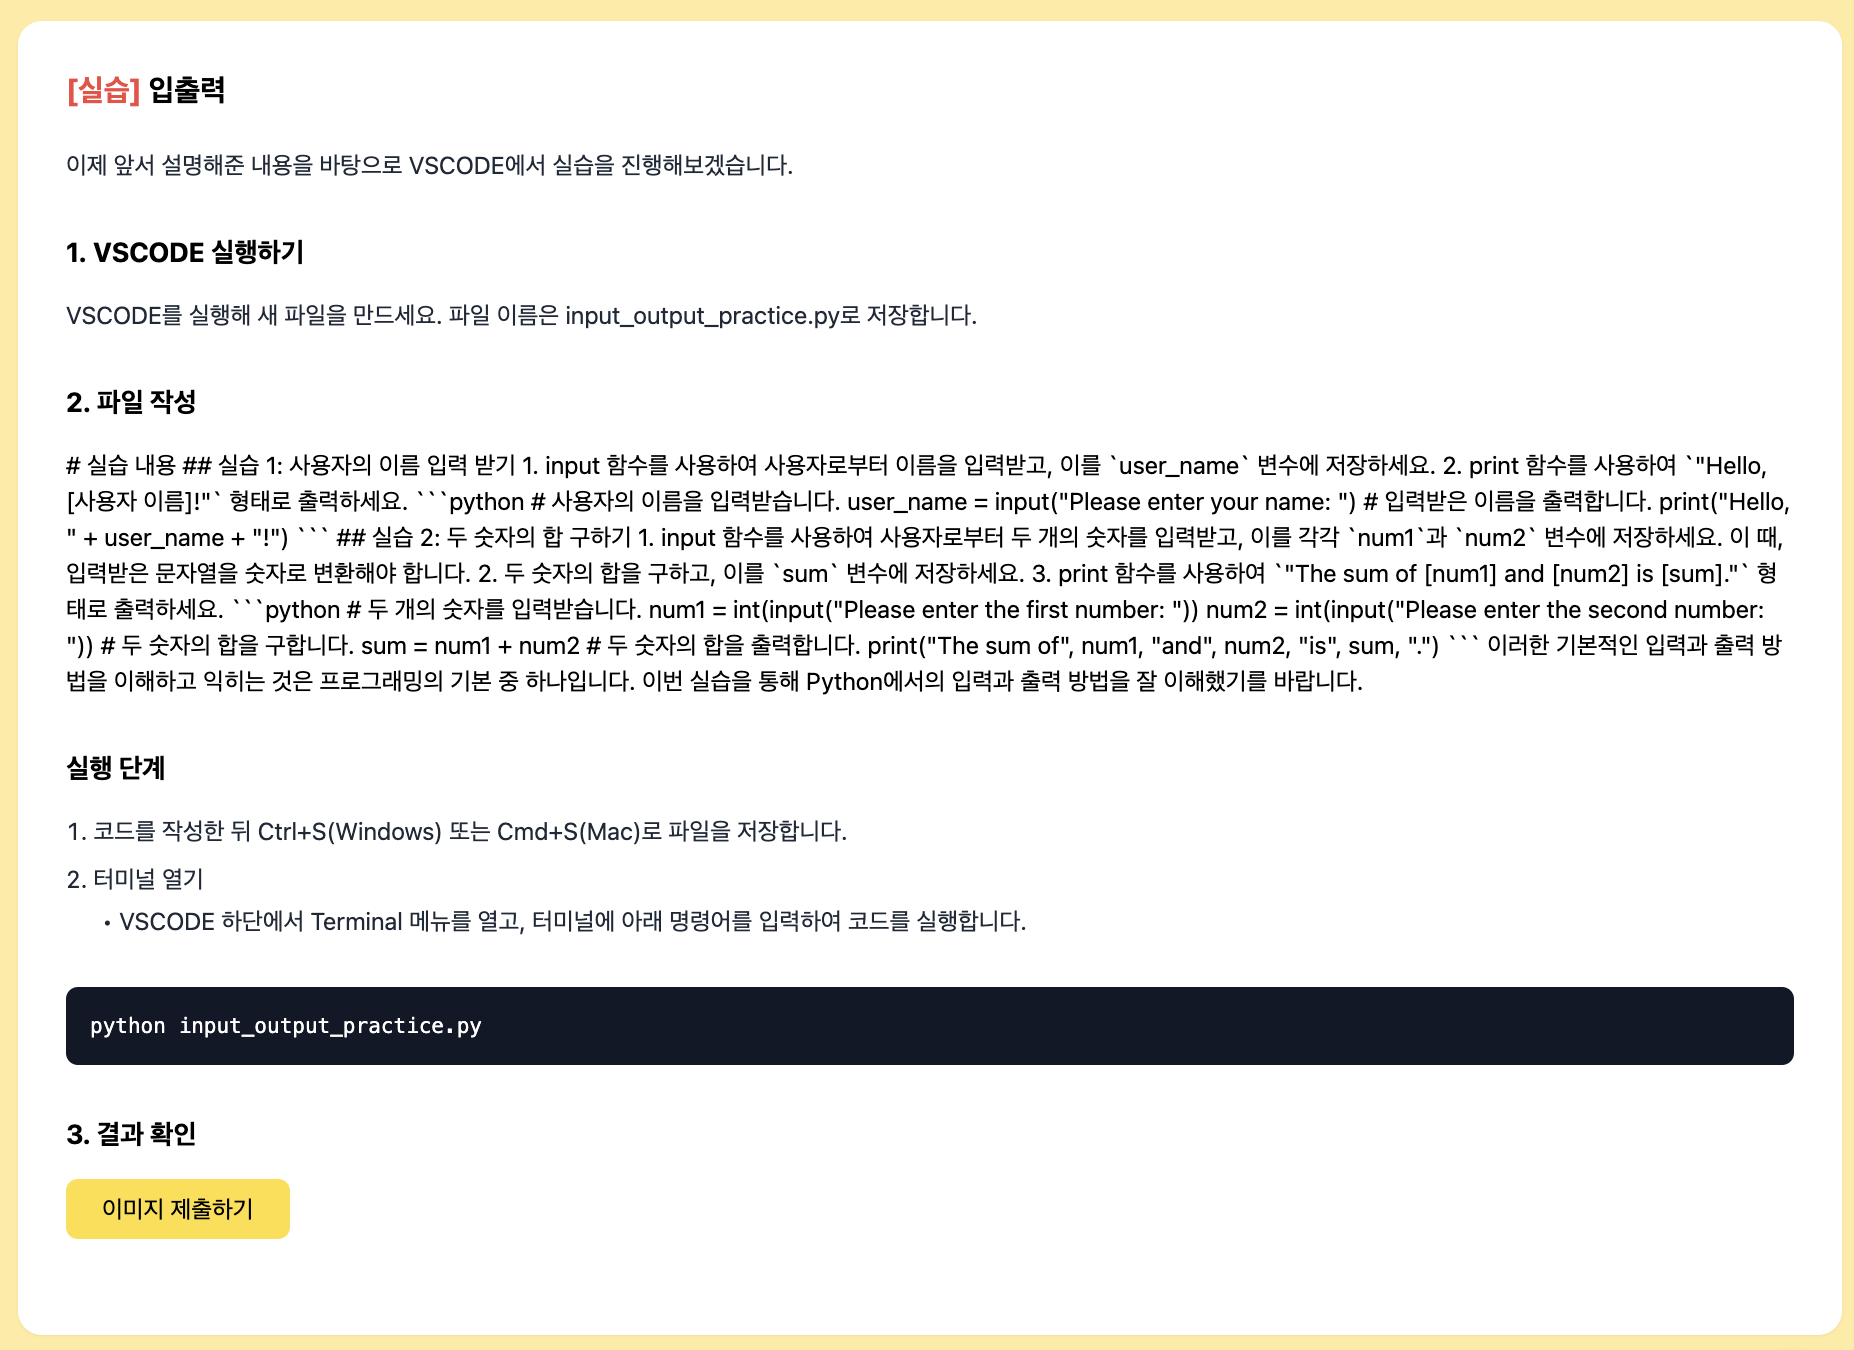 [실습] 입출력
이제 앞서 설명해준 내용을 바탕으로 VSCODE에서 실습을 진행해보겠습니다.
1. VSCODE 실행하기
VSCODE를 실행해 새 파일을 만드세요. 파일 이름은 input_output_practice.py로 저장합니다.
2. 파일 작성
# 실습 내용 ## 실습 1: 사용자의 이름 입력 받기 1. input 함수를 사용하여 사용자로부터 이름을 입력받고, 이를 `user_name` 변수에 저장하세요. 2. print 함수를 사용하여 `"Hello,
[사용자 이름]!"` 형태로 출력하세요. ```python # 사용자의 이름을 입력받습니다. user_name = input("Please enter your name: ") # 입력받은 이름을 출력합니다. print("Hello,
" + user_name + "!") ``` ## 실습 2: 두 숫자의 합 구하기 1. input 함수를 사용하여 사용자로부터 두 개의 숫자를 입력받고, 이를 각각 `num1`과 `num2` 변수에 저장하세요. 이 때,
입력받은 문자열을 숫자로 변환해야 합니다. 2. 두 숫자의 합을 구하고, 이를 `sum` 변수에 저장하세요. 3. print 함수를 사용하여 `"The sum of [num1] and [num2] is [sum]."` 형
태로 출력하세요. ```python # 두 개의 숫자를 입력받습니다. num1 = int(input("Please enter the first number: ")) num2 = int(input("Please enter the second number:
")) # 두 숫자의 합을 구합니다. sum = num1 + num2 # 두 숫자의 합을 출력합니다. print("The sum of", num1, "and", num2, "is", sum, ".") ``` 이러한 기본적인 입력과 출력 방
법을 이해하고 익히는 것은 프로그래밍의 기본 중 하나입니다. 이번 실습을 통해 Python에서의 입력과 출력 방법을 잘 이해했기를 바랍니다.
실행 단계
1. 코드를 작성한 뒤 Ctrl+S(Windows) 또는 Cmd+S(Mac)로 파일을 저장합니다.
2. 터미널 열기
• VSCODE 하단에서 Terminal 메뉴를 열고, 터미널에 아래 명령어를 입력하여 코드를 실행합니다.
python input_output_practice.py
3. 결과 확인
이미지 제출하기